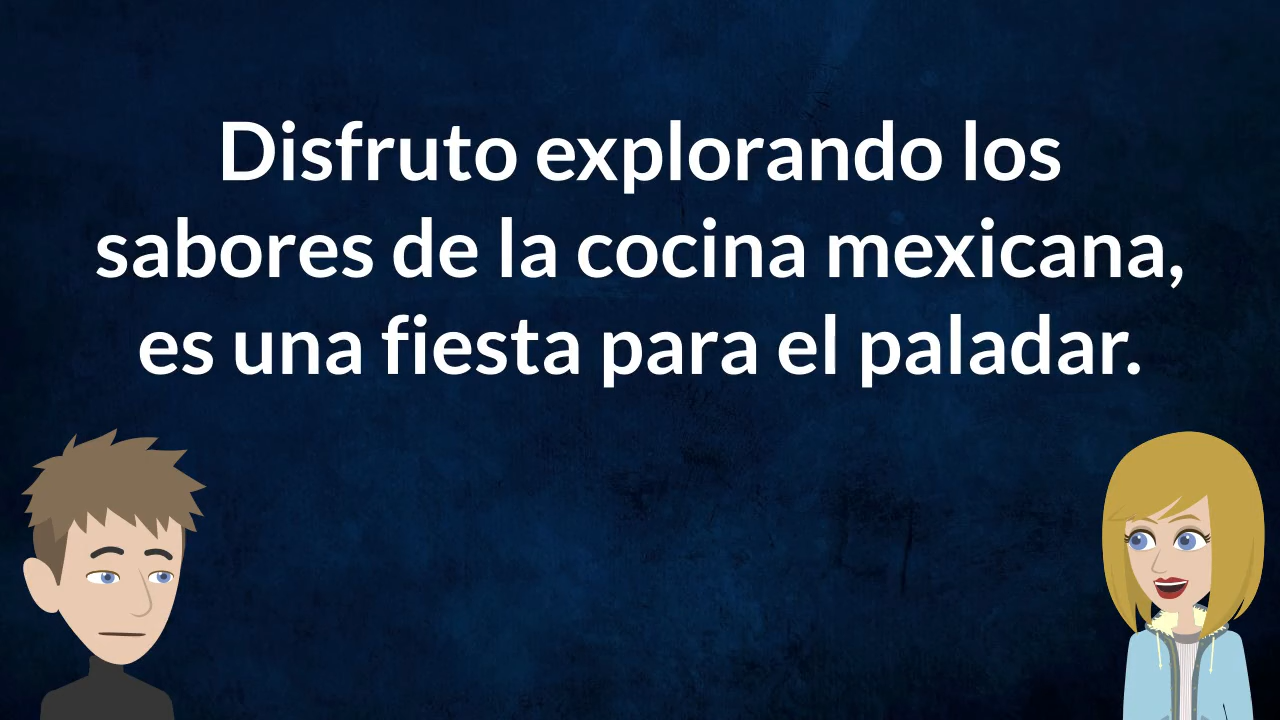 Disfruto explorando los
sabores de la cocina mexicana,
es una fiesta para el paladar.